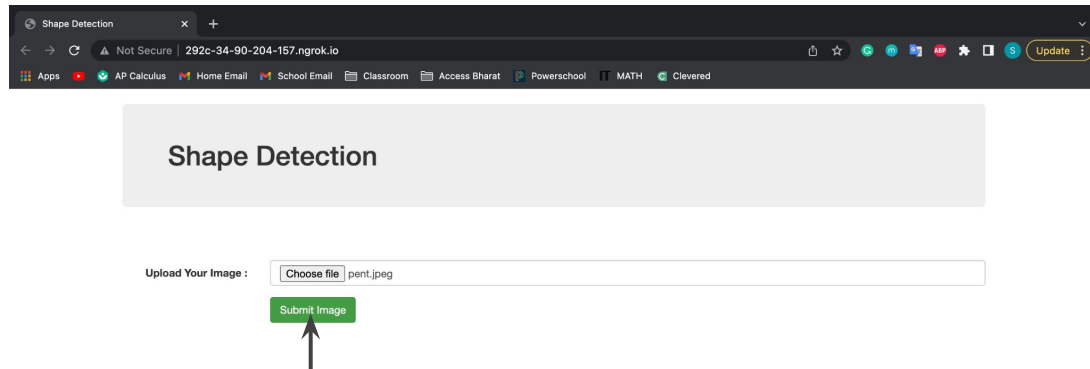 Shape Detection
Not Secure | 292c-34-90-204-157.ngrok.io
Update
Apps AP Calculus Home Email School Email Classroom Access Bharat Powerschool MATH Clevered
Shape Detection
Upload Your Image : Choose file pent.jpeg
Submit Image